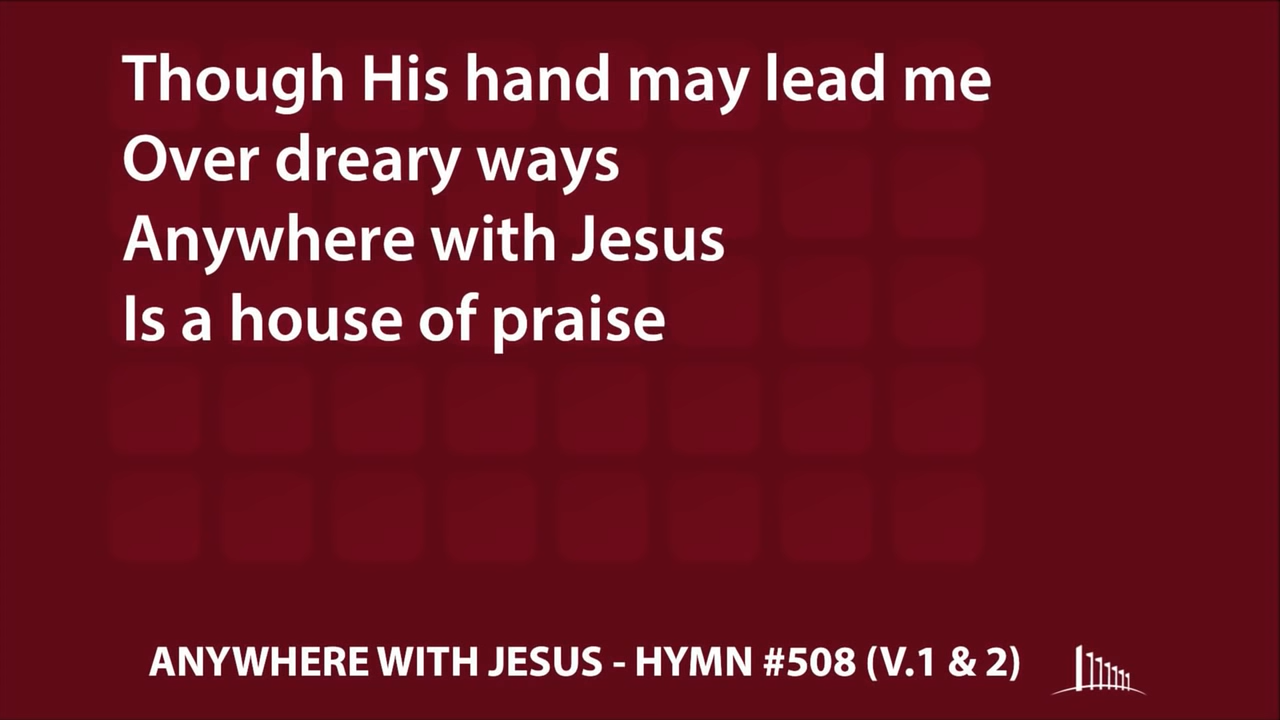 Though His hand may lead me
Over dreary ways
Anywhere with Jesus
Is a house of praise
ANYWHERE WITH JESUS - HYMN #508 (V.1 & 2)